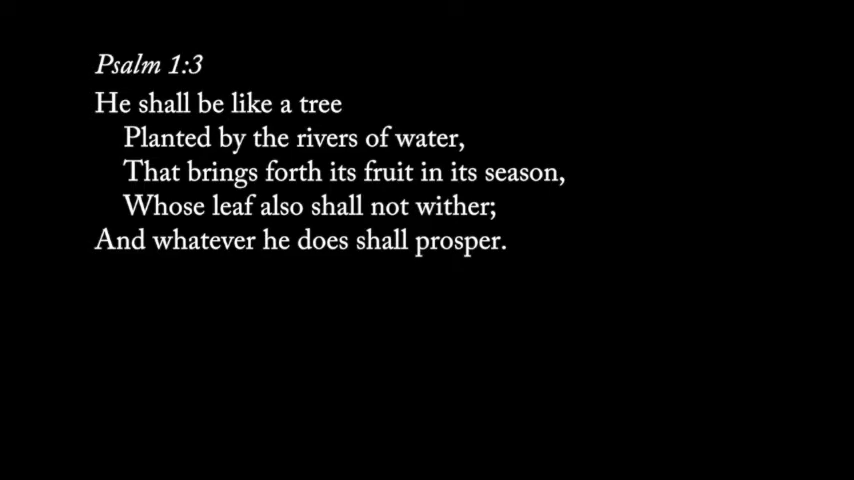 Psalm 1:3
He shall be like a tree
Planted by the rivers of water,
That brings forth its fruit in its season,
Whose leaf also shall not wither;
And whatever he does shall prosper.